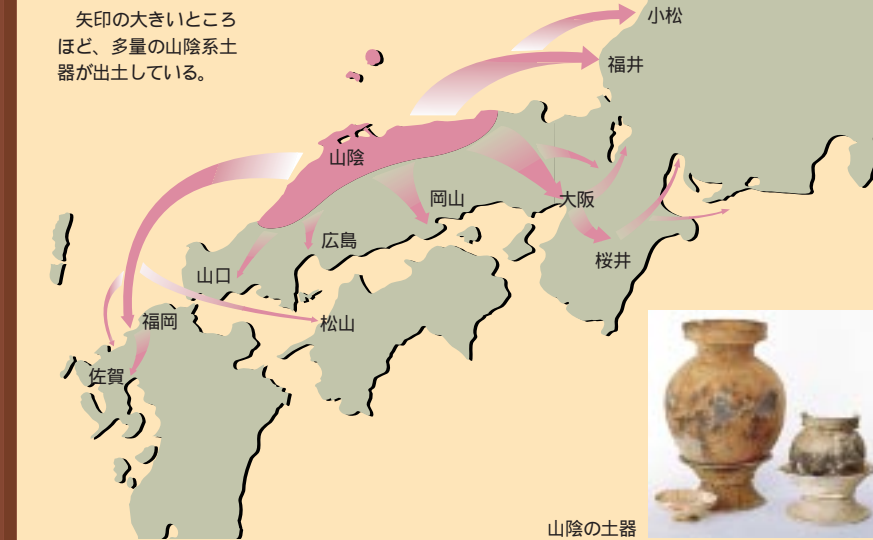 矢印の大きいところ
ほど、多量の山陰系土
器が出土している。
小松
福井
山陰
岡山
大阪
広島
桜井
山口
福岡
松山
佐賀
山陰の土器